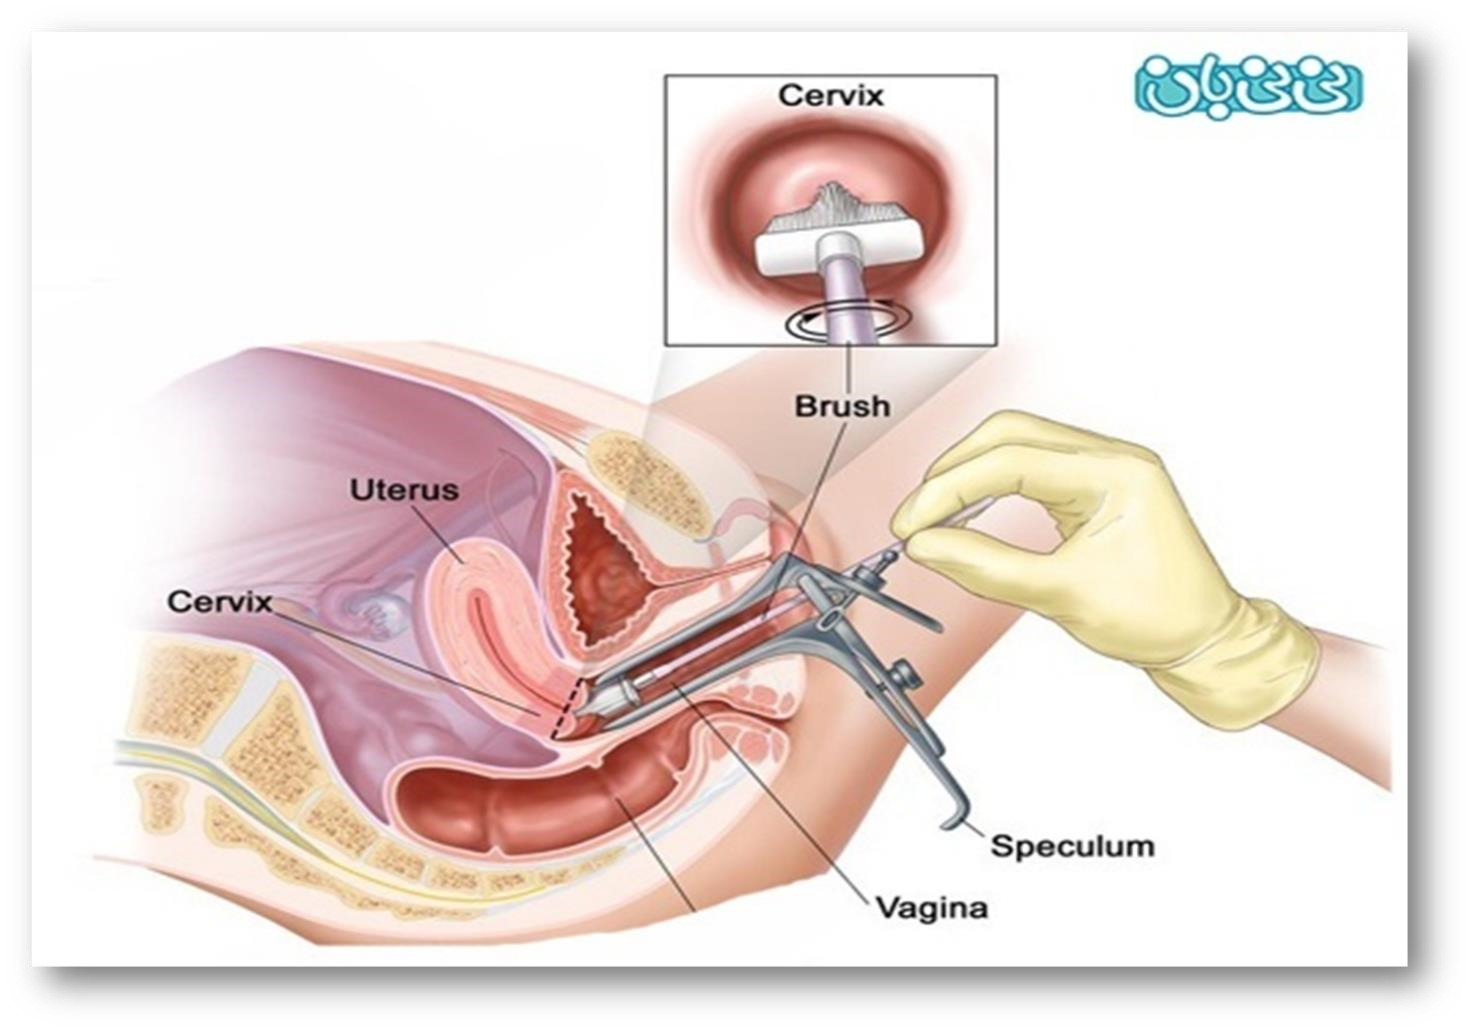 نی نی بان
Cervix
Brush
Uterus
Cervix
Speculum
Vagina